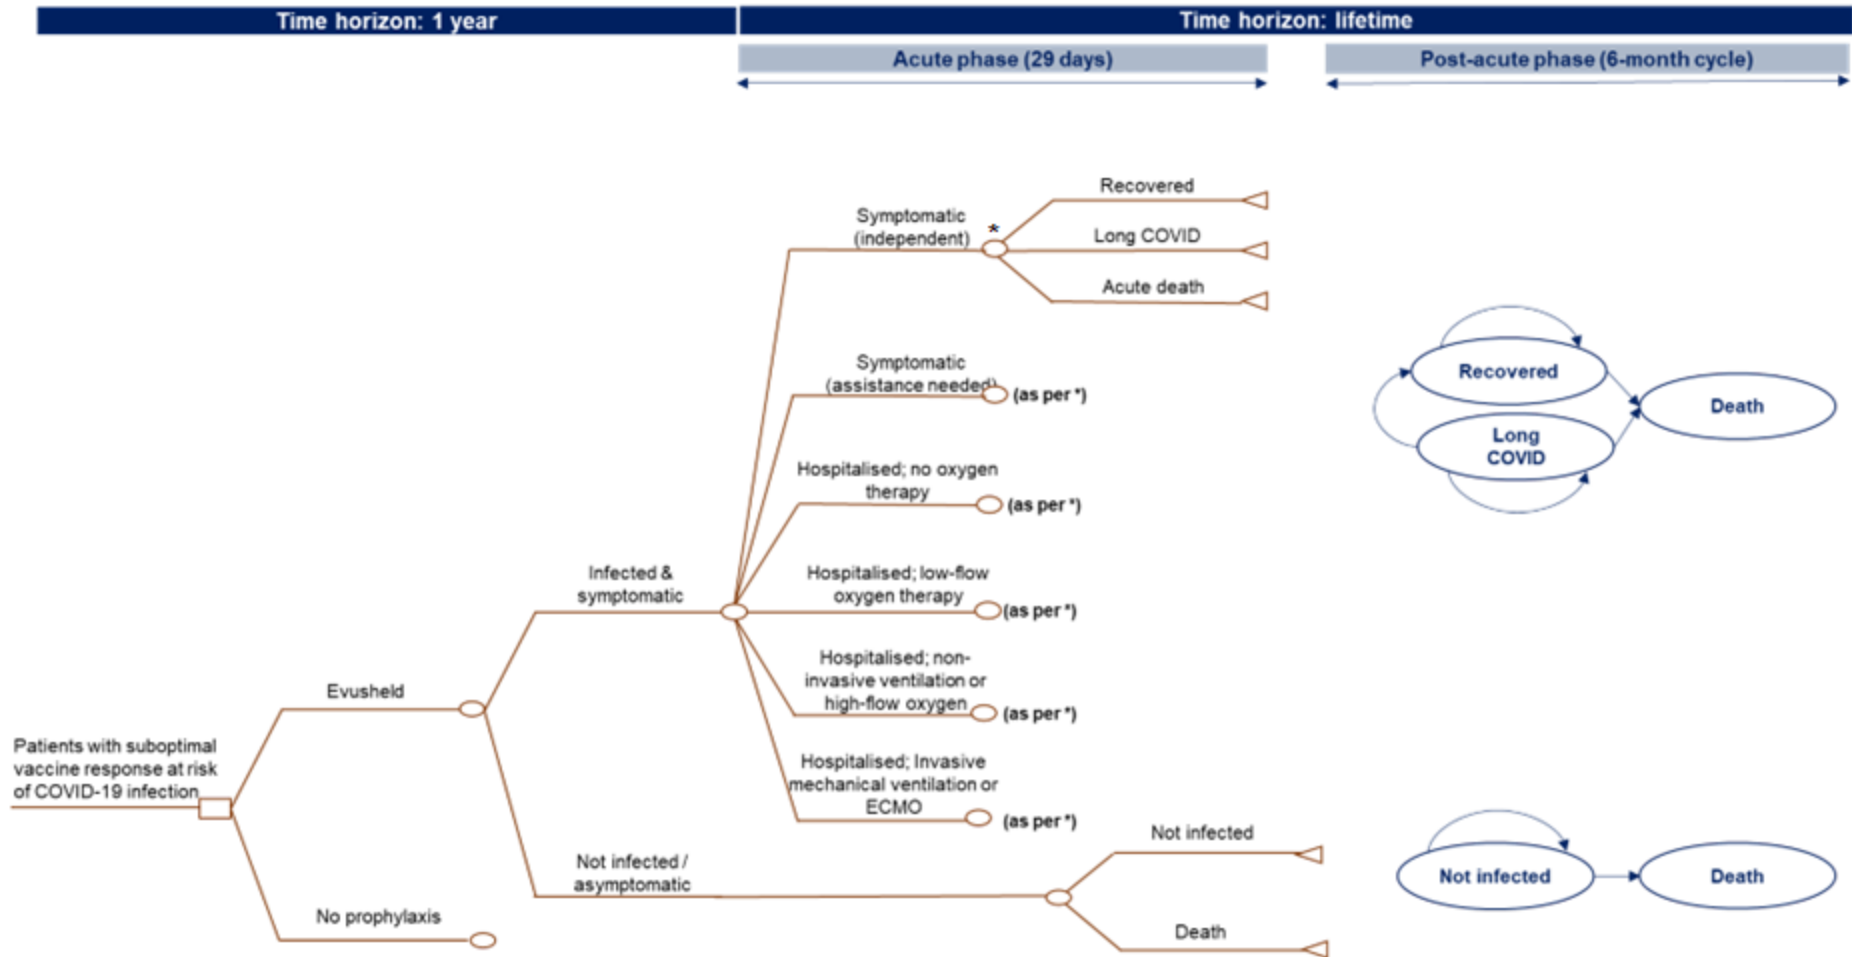 Time horizon: 1 year
Time horizon: lifetime
Acute phase (29 days)
Post-acute phase (6-month cycle)
Recovered
Symptomatic
(independent)
*
Long COVID
Acute death
Symptomatic
(assistance needed)
(as per *)
Recovered
Death
Long
COVID
Hospitalised; no oxygen
therapy
(as per *)
Infected &
symptomatic
Hospitalised; low-flow
oxygen therapy
(as per *)
Hospitalised; non-
invasive ventilation or
high-flow oxygen
(as per *)
Evusheld
Patients with suboptimal
vaccine response at risk
of COVID-19 infection
Hospitalised; Invasive
mechanical ventilation or
ECMO
(as per *)
Not infected /
asymptomatic
Not infected
Not infected
Death
No prophylaxis
Death